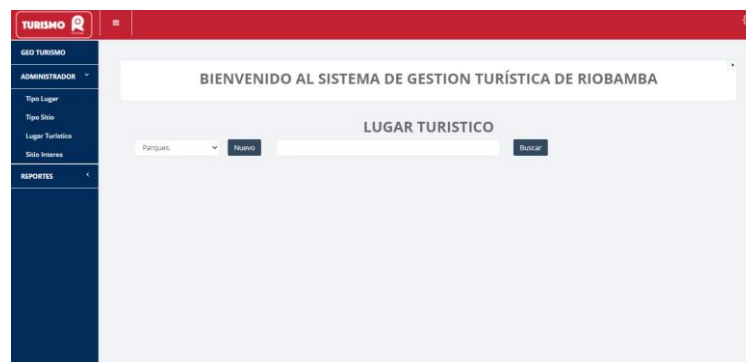 TURISMO
GEO TURISMO
ADMINISTRADOR
Tipo Lugar
Tipo Sitio
Lugar Turistico
Sitio Interes
REPORTES
BIENVENIDO AL SISTEMA DE GESTION TURÍSTICA DE RIOBAMBA
LUGAR TURISTICO
Parques. Nuevo Buscar